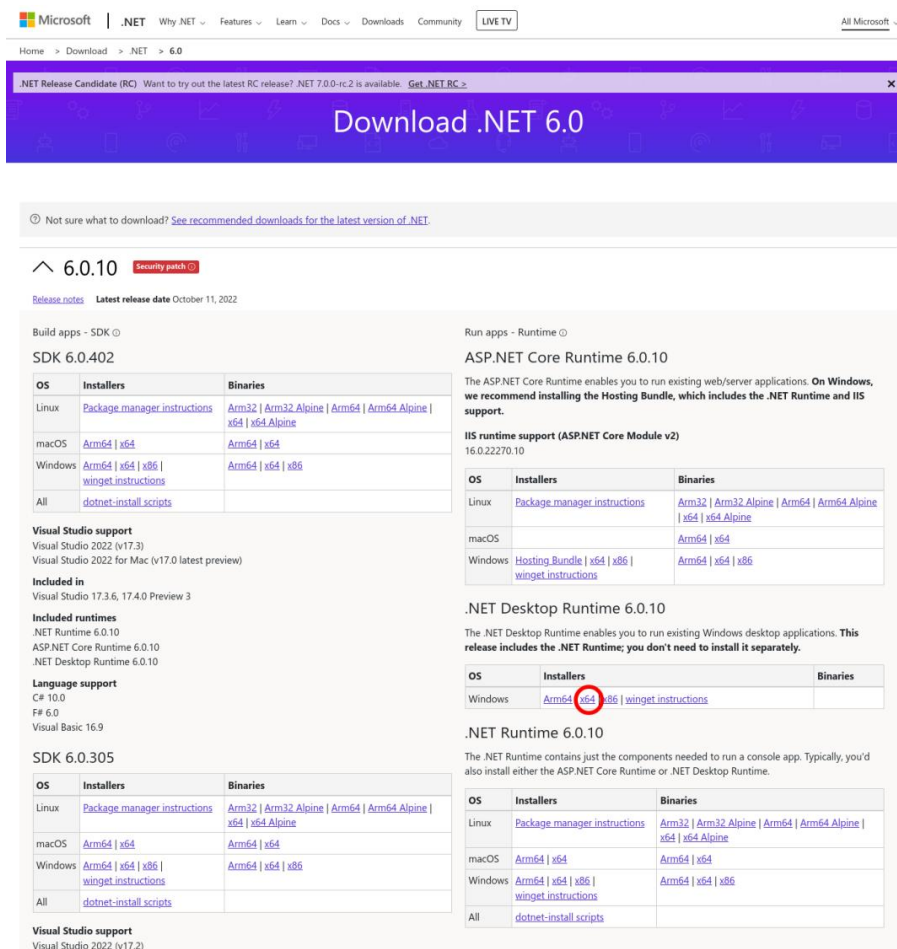 Microsoft | .NET Why .NET Features Learn Docs Downloads Community LIVE TV All Microsoft
Home > Download > .NET > 6.0
.NET Release Candidate (RC) Want to try out the latest RC release? .NET 7.0.0-rc.2 is available. Get .NET RC > ×
Download .NET 6.0
Not sure what to download? See recommended downloads for the latest version of .NET.
6.0.10 Security patch
Release notes Latest release date October 11, 2022
Build apps - SDK
SDK 6.0.402
OS Installers Binaries
Linux Package manager instructions Arm32 | Arm32 Alpine | Arm64 | Arm64 Alpine |
x64 | x64 Alpine
macOS Arm64 | x64 Arm64 | x64
Windows Arm64 | x64 | x86 | Arm64 | x64 | x86
winget instructions
All dotnet-install scripts
Visual Studio support
Visual Studio 2022 (v17.3)
Visual Studio 2022 for Mac (v17.0 latest preview)
Included in
Visual Studio 17.3.6, 17.4.0 Preview 3
Included runtimes
.NET Runtime 6.0.10
ASP.NET Core Runtime 6.0.10
.NET Desktop Runtime 6.0.10
Language support
C# 10.0
F# 6.0
Visual Basic 16.9
SDK 6.0.305
OS Installers Binaries
Linux Package manager instructions Arm32 | Arm32 Alpine | Arm64 | Arm64 Alpine |
x64 | x64 Alpine
macOS Arm64 | x64 Arm64 | x64
Windows Arm64 | x64 | x86 | Arm64 | x64 | x86
winget instructions
All dotnet-install scripts
Visual Studio support
Visual Studio 2022 (v17.2)
Run apps - Runtime
ASP.NET Core Runtime 6.0.10
The ASP.NET Core Runtime enables you to run existing web/server applications. On Windows,
we recommend installing the Hosting Bundle, which includes the .NET Runtime and IIS
support.
IIS runtime support (ASP.NET Core Module v2)
16.0.22270.10
OS Installers Binaries
Linux Package manager instructions Arm32 | Arm32 Alpine | Arm64 | Arm64 Alpine
| x64 | x64 Alpine
macOS Arm64 | x64
Windows Hosting Bundle | x64 | x86 | Arm64 | x64 | x86
winget instructions
.NET Desktop Runtime 6.0.10
The .NET Desktop Runtime enables you to run existing Windows desktop applications. This
release includes the .NET Runtime; you don't need to install it separately.
OS Installers Binaries
Windows Arm64 | x64 | x86 | winget instructions
.NET Runtime 6.0.10
The .NET Runtime contains just the components needed to run a console app. Typically, you'd
also install either the ASP.NET Core Runtime or .NET Desktop Runtime.
OS Installers Binaries
Linux Package manager instructions Arm32 | Arm32 Alpine | Arm64 | Arm64 Alpine |
x64 | x64 Alpine
macOS Arm64 | x64 Arm64 | x64
Windows Arm64 | x64 | x86 | Arm64 | x64 | x86
winget instructions
All dotnet-install scripts